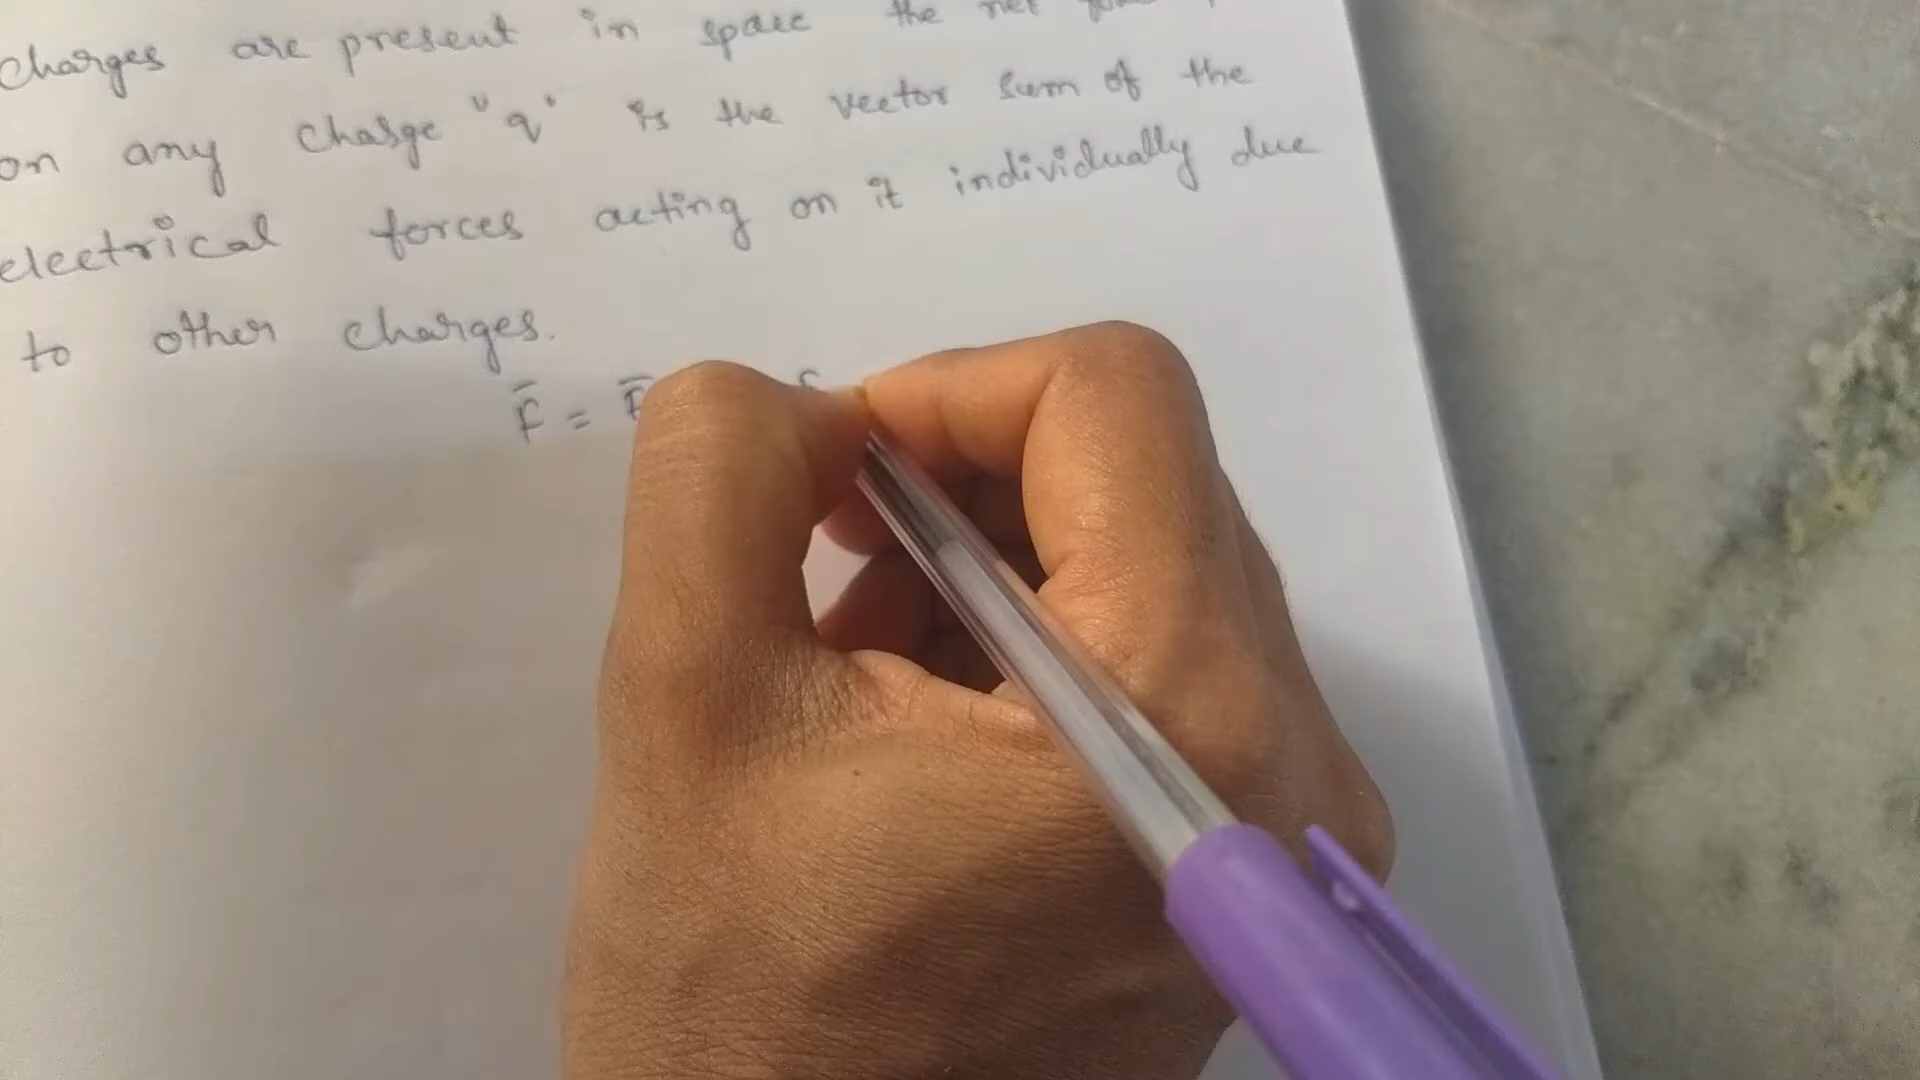 charges are present in space the net
on any charge "q" is the vector sum of the
electrical forces acting on it individually due
to other charges.
F̄ = F̄